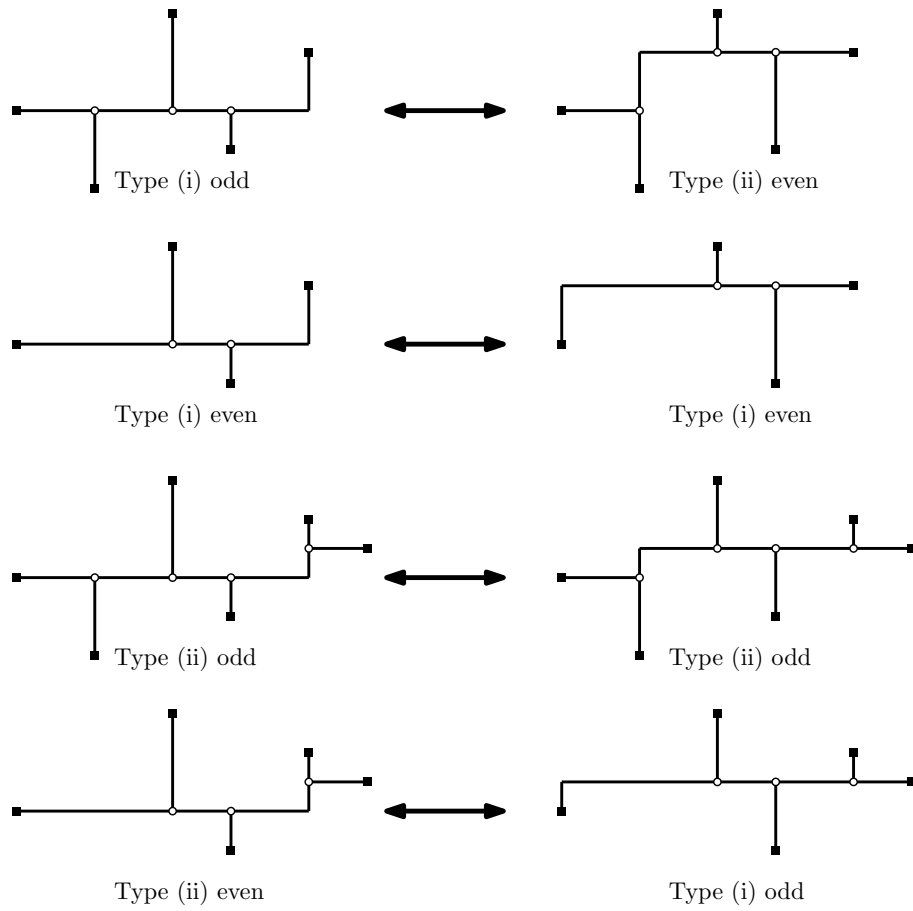 Type (i) odd
Type (ii) even
Type (i) even
Type (i) even
Type (ii) odd
Type (ii) odd
Type (ii) even
Type (i) odd